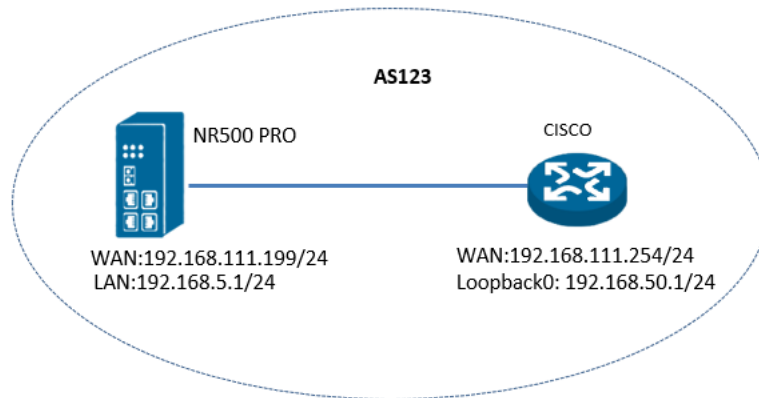 AS123
NR500 PRO
CISCO
WAN:192.168.111.199/24
LAN:192.168.5.1/24
WAN:192.168.111.254/24
Loopback0: 192.168.50.1/24